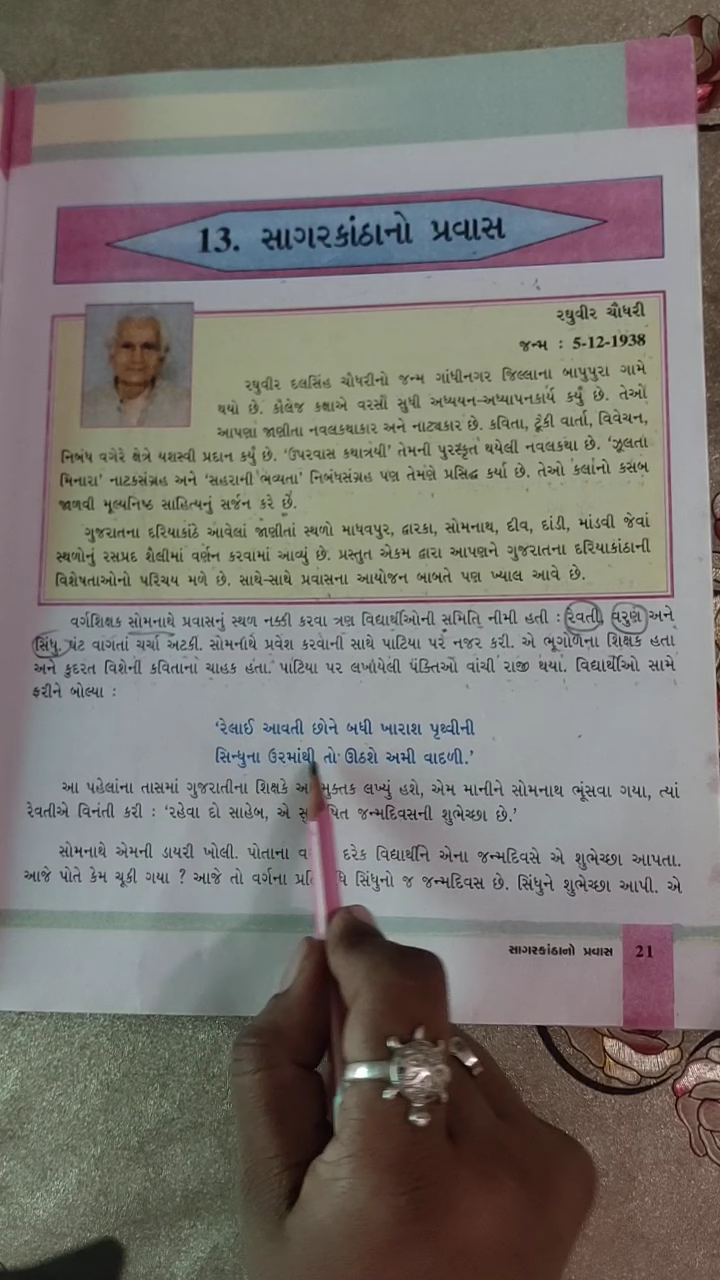 13. સાગરકાંઠાનો પ્રવાસ
રઘુવીર ચૌધરી
જન્મ : 5-12-1938
રઘુવીર દલસિંહ ચૌધરીનો જન્મ ગાંધીનગર જિલ્લાના બાપુપુરા ગામે
થયો છે. કૉલેજ કક્ષાએ વરસો સુધી અધ્યયન-અધ્યાપનકાર્ય કર્યું છે. તેઓ
આપણા જાણીતા નવલકથાકાર અને નાટ્યકાર છે. કવિતા, ટૂંકી વાર્તા, વિવેચન,
નિબંધ વગેરે ક્ષેત્રે યશસ્વી પ્રદાન કર્યું છે. ‘ઉપરવાસ કથાત્રયી’ તેમની પુરસ્કૃત થયેલી નવલકથા છે. ‘ઝૂલતા
મિનારા’ નાટકસંગ્રહ અને ‘સહરાની ભવ્યતા’ નિબંધસંગ્રહ પણ તેમણે પ્રસિદ્ધ કર્યા છે. તેઓ કલાનો કસબ
જાળવી મૂલ્યનિષ્ઠ સાહિત્યનું સર્જન કરે છે.
ગુજરાતના દરિયાકાંઠે આવેલાં જાણીતાં સ્થળો માધવપુર, દ્વારકા, સોમનાથ, દીવ, દાંડી, માંડવી જેવાં
સ્થળોનું રસપ્રદ શૈલીમાં વર્ણન કરવામાં આવ્યું છે. પ્રસ્તુત એકમ દ્વારા આપણને ગુજરાતના દરિયાકાંઠાની
વિશેષતાઓનો પરિચય મળે છે. સાથે-સાથે પ્રવાસના આયોજન બાબતે પણ ખ્યાલ આવે છે.
વર્ગશિક્ષક સોમનાથે પ્રવાસનું સ્થળ નક્કી કરવા ત્રણ વિદ્યાર્થીઓની સમિતિ નીમી હતી : રેવતી, વરુણ અને
સિંધુ. ઘંટ વાગતાં ચર્ચા અટકી. સોમનાથે પ્રવેશ કરવાની સાથે પાટિયા પર નજર કરી. એ ભૂગોળના શિક્ષક હતા
અને કુદરત વિશેની કવિતાના ચાહક હતા. પાટિયા પર લખાયેલી પંક્તિઓ વાંચી રાજી થયા. વિદ્યાર્થીઓ સામે
ફરીને બોલ્યા :
‘રેલાઈ આવતી છોને બધી ખારાશ પૃથ્વીની
સિન્ધુના ઉરમાંથી તો ઊઠશે અમી વાદળી.’
આ પહેલાંના તાસમાં ગુજરાતીના શિક્ષકે મુક્તક લખ્યું હશે, એમ માનીને સોમનાથ ભૂંસવા ગયા, ત્યાં
રેવતીએ વિનંતી કરી : ‘રહેવા દો સાહેબ, એ જન્મદિવસની શુભેચ્છા છે.’
સોમનાથે એમની ડાયરી ખોલી. પોતાના દરેક વિદ્યાર્થીને એના જન્મદિવસે એ શુભેચ્છા આપતા.
આજે પોતે કેમ ચૂકી ગયા ? આજે તો વર્ગના સિંધુનો જ જન્મદિવસ છે. સિંધુને શુભેચ્છા આપી. એ
સાગરકાંઠાનો પ્રવાસ 21